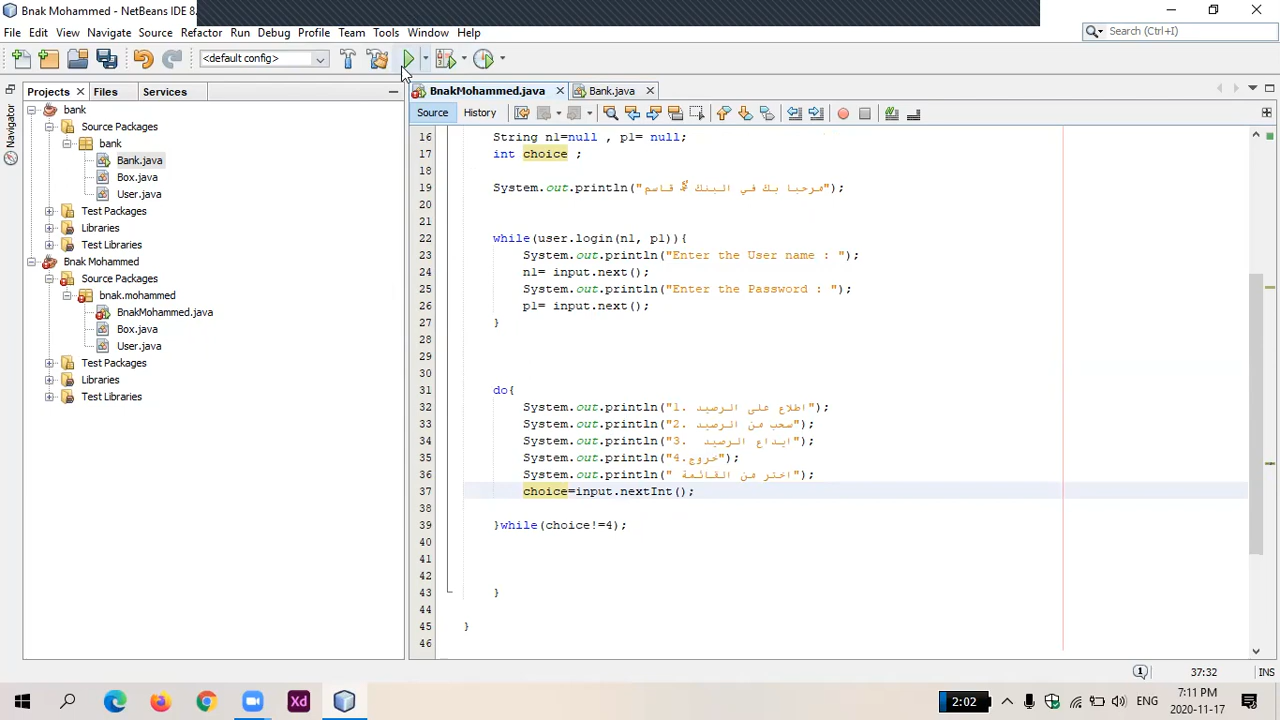 Bnak Mohammed - NetBeans IDE 8.
File Edit View Navigate Source Refactor Run Debug Profile Team Tools Window Help
Search (Ctrl+I)
<default config>
Projects Files Services
BnakMohammed.java Bank.java
Source History
Navigator
bank
Source Packages
bank
Bank.java
Box.java
User.java
Test Packages
Libraries
Test Libraries
Bnak Mohammed
Source Packages
bnak.mohammed
BnakMohammed.java
Box.java
User.java
Test Packages
Libraries
Test Libraries
16 String n1=null , p1= null;
17 int choice ;
18
19 System.out.println("مرحبا بك في البنك قاسم");
20
21
22 while(user.login(n1, p1)){
23 System.out.println("Enter the User name : ");
24 n1= input.next();
25 System.out.println("Enter the Password : ");
26 p1= input.next();
27 }
28
29
30
31 do{
32 System.out.println("1. اطلاع على الرصيد");
33 System.out.println("2. سحب من الرصيد");
34 System.out.println("3. ايداع الرصيد");
35 System.out.println("4.خروج");
36 System.out.println(" اختر من القائمة");
37 choice=input.nextInt();
38
39 }while(choice!=4);
40
41
42
43 }
44
45 }
46
37:32 INS
2:02 ENG 7:11 PM
2020-11-17